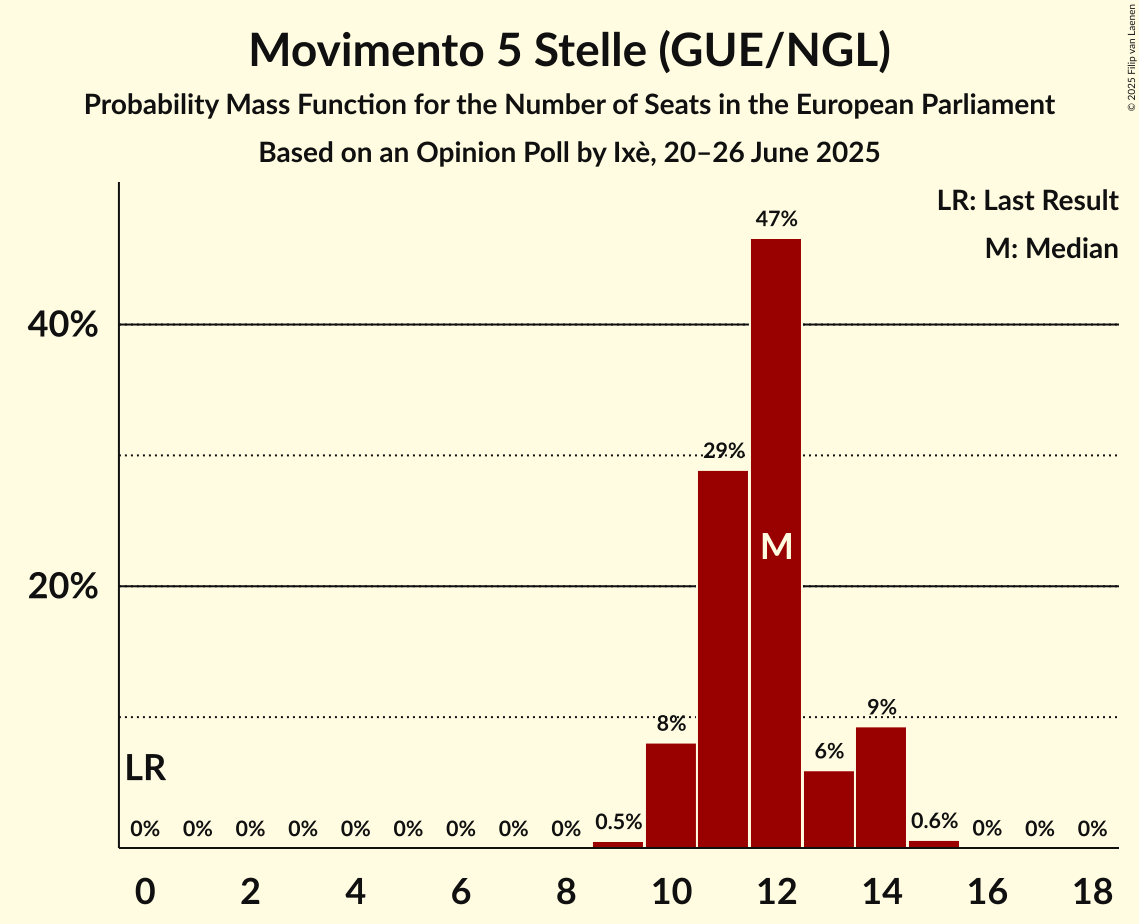 Movimento 5 Stelle (GUE/NGL)
Probability Mass Function for the Number of Seats in the European Parliament
Based on an Opinion Poll by Ixè, 20–26 June 2025
© 2025 Filip van Laenen
LR: Last Result
M: Median
47%
40%
29%
M
20%
9%
8%
6%
LR
0% 0% 0% 0% 0% 0% 0% 0% 0% 0.5% 0.6% 0% 0% 0%
0 2 4 6 8 10 12 14 16 18